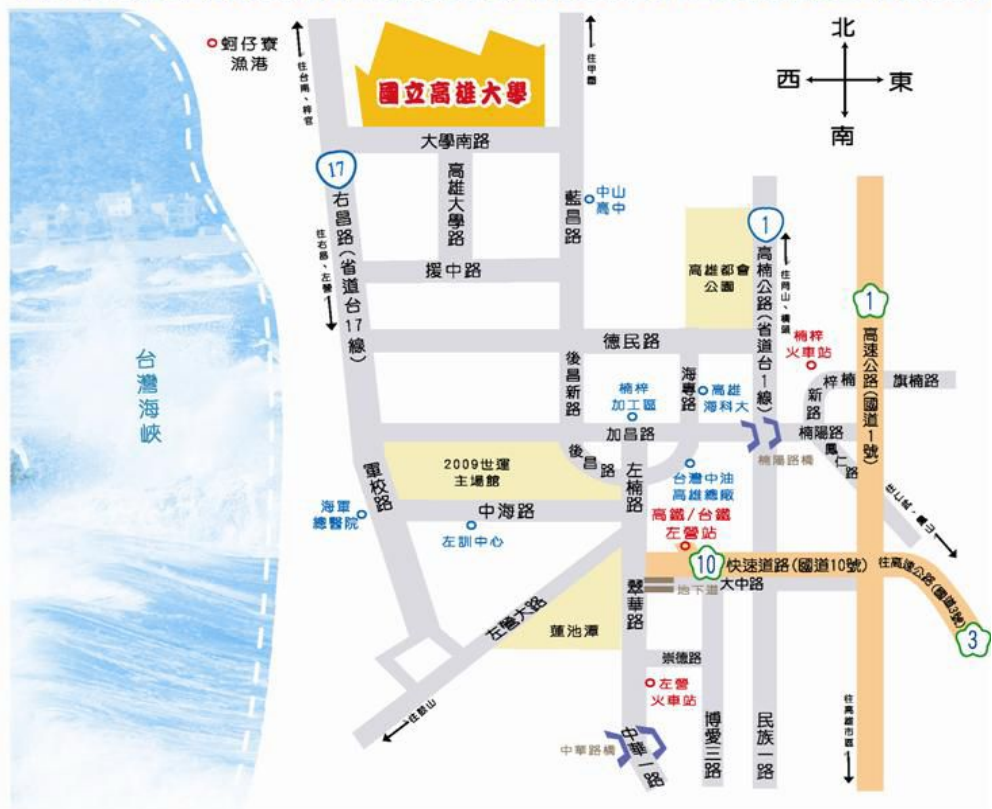 北
西
東
南
蚵仔寮
漁港
往台南、梓官
國立高雄大學
往甲圍
大學南路
17
右昌路(省道台17線)
高雄大學路
藍昌路
中山
高中
往右昌、左營
援中路
高雄都會
公園
1
高楠公路(省道台1線)
往岡山、橋頭
1
高速公路(國道1號)
台灣海峽
德民路
楠梓
火車站
後昌新路
楠梓
加工區
海專路
高雄
海科大
梓楠
新路
旗楠路
加昌路
楠陽路
楠陽路橋
鳳仁路
2009世運
主場館
後昌路
左楠路
台灣中油
高雄總廠
軍校路
海軍
總醫院
中海路
左訓中心
高鐵/台鐵
左營站
往仁武、鳳山
10
快速道路(國道10號)
往高速公路(國道3號)
3
地下道
大中路
翠華路
左營大路
蓮池潭
崇德路
左營
火車站
往鼓山
中華路橋
中華一路
博愛三路
民族一路
往高雄市區